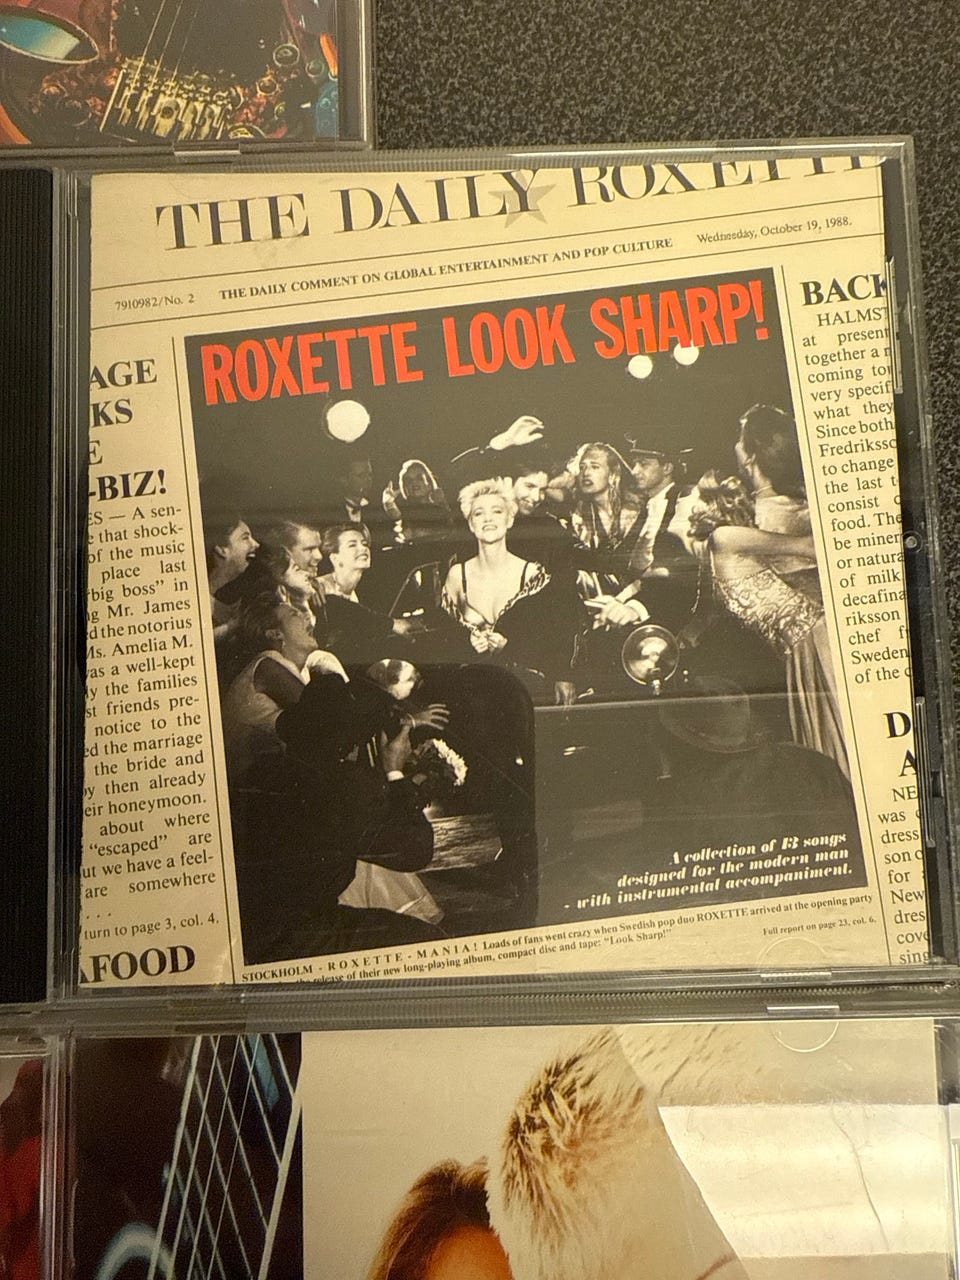 THE DAILY ROXETTE
7910982/No. 2 THE DAILY COMMENT ON GLOBAL ENTERTAINMENT AND POP CULTURE Wednesday, October 19, 1988.
AGE
KS
E
-BIZ!
ES — A sen-
e that shock-
of the music
place last
"big boss" in
g Mr. James
d the notorius
Ms. Amelia M.
was a well-kept
y the families
st friends pre-
notice to the
ed the marriage
the bride and
y then already
eir honeymoon.
about where
"escaped" are
ut we have a feel-
are somewhere
. . .
turn to page 3, col. 4.
AFOOD
ROXETTE LOOK SHARP!
A collection of 13 songs
designed for the modern man
- with instrumental accompaniment.
STOCKHOLM - ROXETTE - MANIA! Loads of fans went crazy when Swedish pop duo ROXETTE arrived at the opening party
the release of their new long-playing album, compact disc and tape: "Look Sharp!"
Full report on page 23, col. 6.
BACK
HALMST
at present
together a n
coming tou
very specif
what they
Since both
Fredriksso
to change
the last t
consist o
food. The
be miner
or natura
of milk
decafina
riksson
chef f
Sweden
of the
D
A
NE
was
dress
son o
for
New
dres
cove
sing